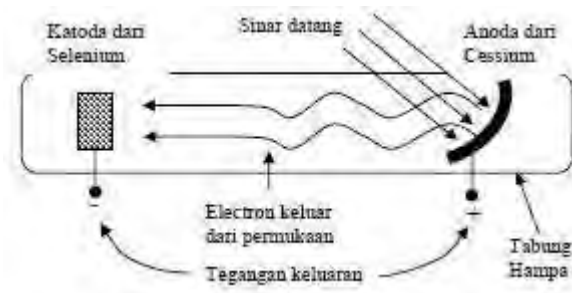 Katoda dari
Selenium
Sinar datang
Anoda dari
Cessium
Electron keluar
dari permukaan
-
+
Tegangan keluaran
Tabung
Hampa